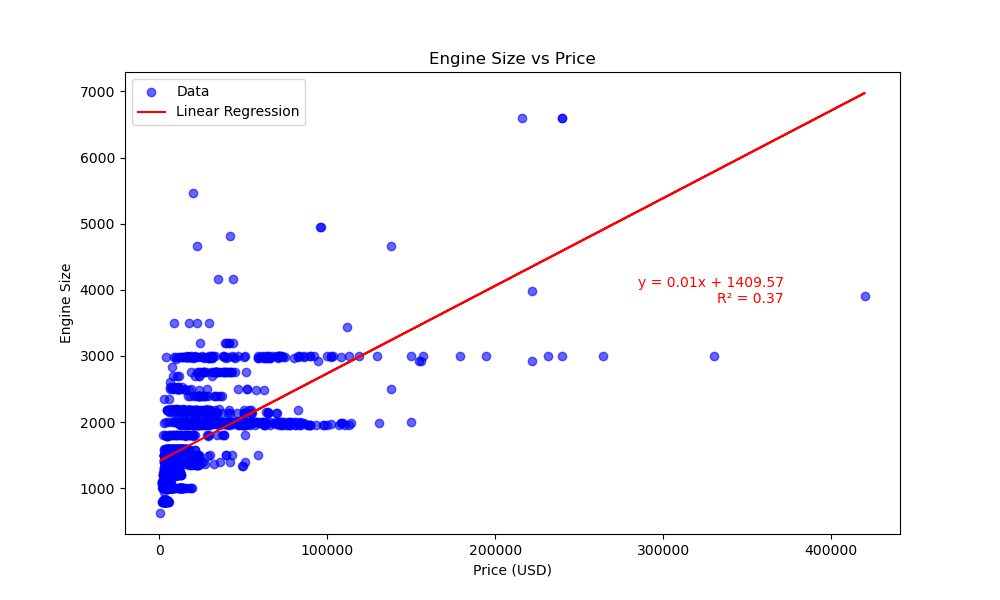 Engine Size vs Price
Data
Linear Regression
7000
6000
5000
4000
3000
2000
1000
Engine Size
y = 0.01x + 1409.57
R² = 0.37
0
100000
200000
300000
400000
Price (USD)